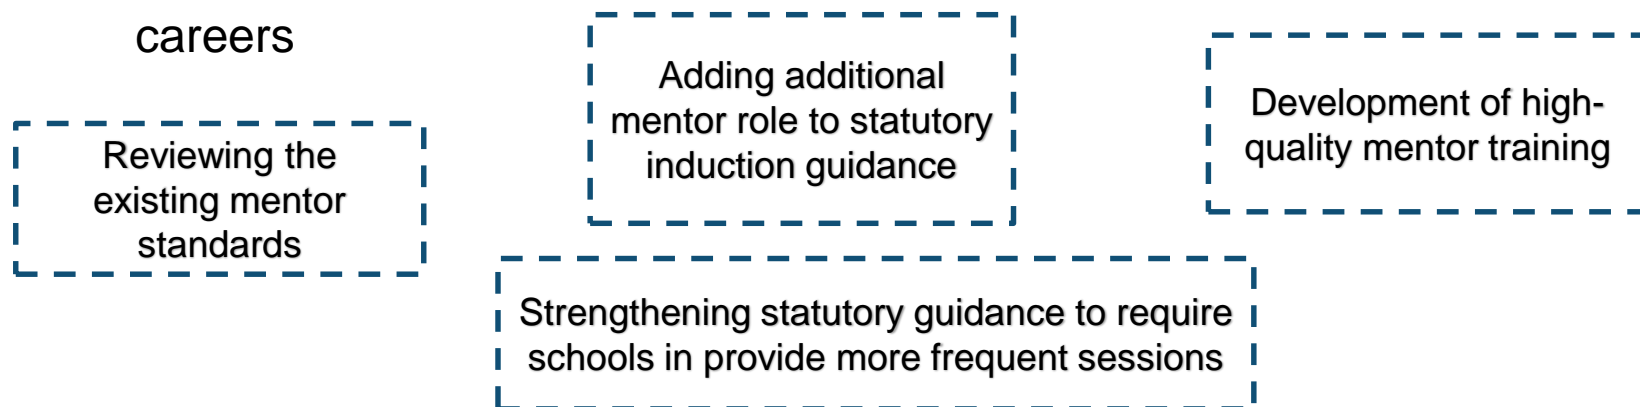 careers
Reviewing the
existing mentor
standards
Adding additional
mentor role to statutory
induction guidance
Development of high-
quality mentor training
Strengthening statutory guidance to require
schools in provide more frequent sessions